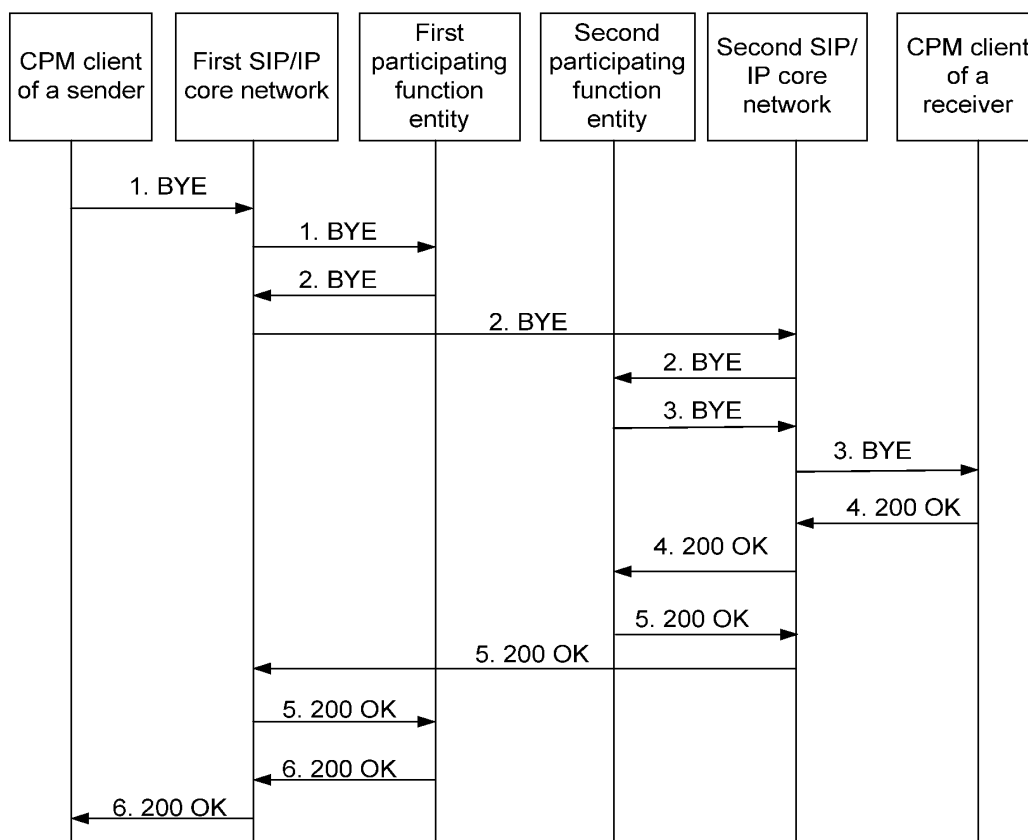 CPM client
of a sender
First SIP/IP
core network
First
participating
function
entity
Second
participating
function
entity
Second SIP/
IP core
network
CPM client
of a
receiver
1. BYE
1. BYE
2. BYE
2. BYE
2. BYE
3. BYE
3. BYE
4. 200 OK
4. 200 OK
5. 200 OK
5. 200 OK
5. 200 OK
6. 200 OK
6. 200 OK